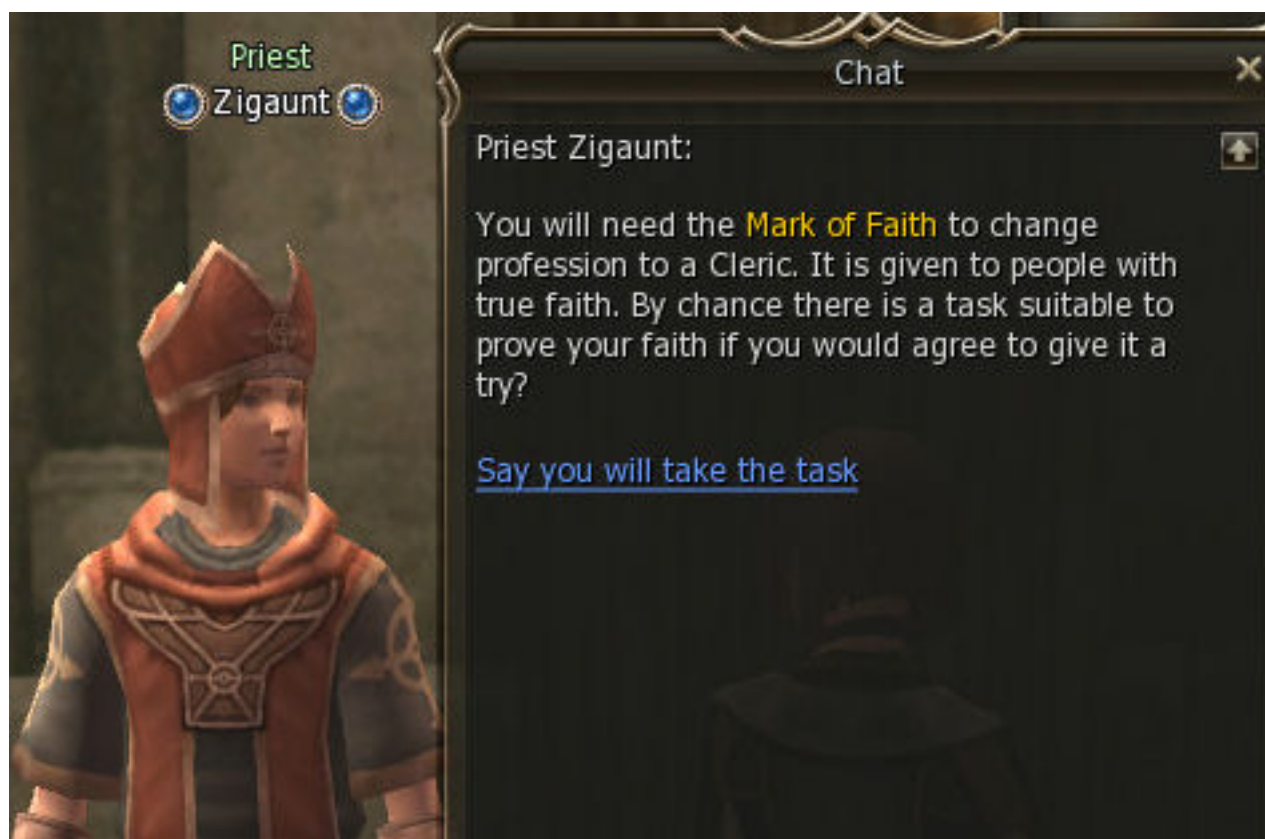 Priest
Zigaunt
Chat
Priest Zigaunt:
You will need the Mark of Faith to change
profession to a Cleric. It is given to people with
true faith. By chance there is a task suitable to
prove your faith if you would agree to give it a
try?
Say you will take the task